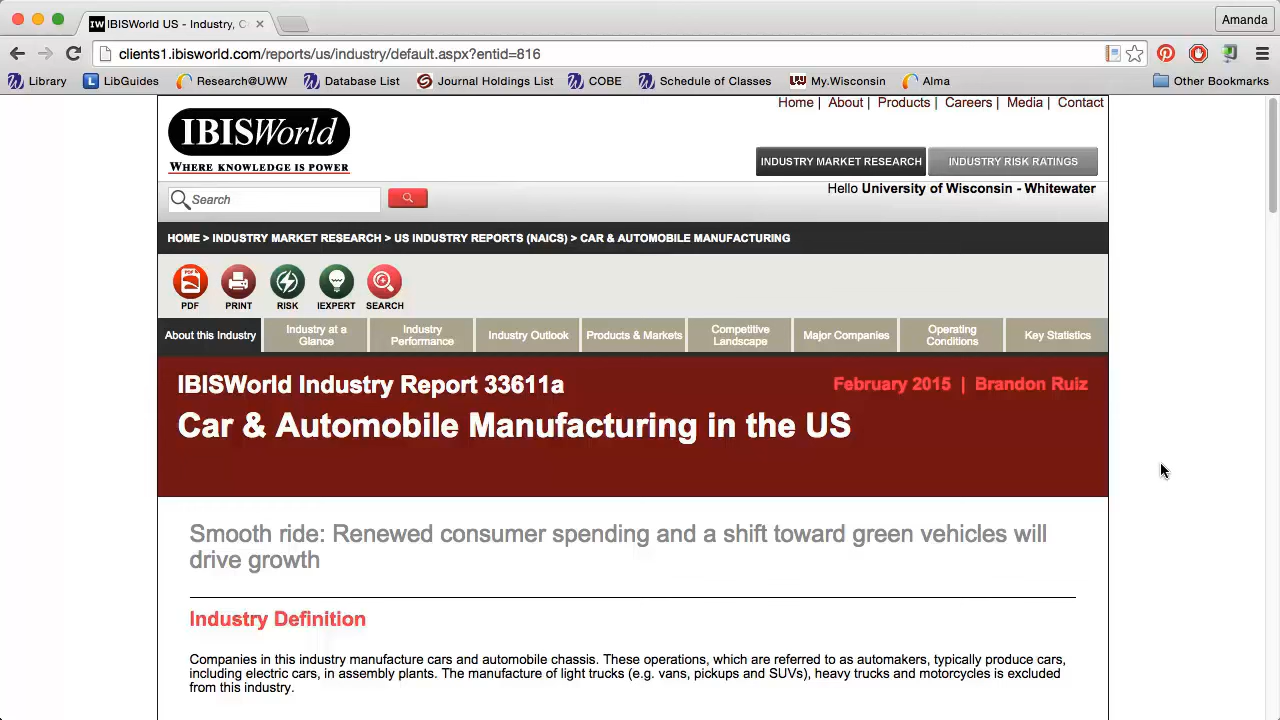 IW IBISWorld US - Industry, C
Amanda
clients1.ibisworld.com/reports/us/industry/default.aspx?entid=816
Library LibGuides Research@UWW Database List Journal Holdings List COBE Schedule of Classes My.Wisconsin Alma Other Bookmarks
Home | About | Products | Careers | Media | Contact
IBISWorld
WHERE KNOWLEDGE IS POWER
INDUSTRY MARKET RESEARCH INDUSTRY RISK RATINGS
Hello University of Wisconsin - Whitewater
Search
HOME > INDUSTRY MARKET RESEARCH > US INDUSTRY REPORTS (NAICS) > CAR & AUTOMOBILE MANUFACTURING
PDF PRINT RISK IEXPERT SEARCH
About this Industry
Industry at a
Glance
Industry
Performance
Industry Outlook
Products & Markets
Competitive
Landscape
Major Companies
Operating
Conditions
Key Statistics
IBISWorld Industry Report 33611a
February 2015 | Brandon Ruiz
Car & Automobile Manufacturing in the US
Smooth ride: Renewed consumer spending and a shift toward green vehicles will
drive growth
Industry Definition
Companies in this industry manufacture cars and automobile chassis. These operations, which are referred to as automakers, typically produce cars,
including electric cars, in assembly plants. The manufacture of light trucks (e.g. vans, pickups and SUVs), heavy trucks and motorcycles is excluded
from this industry.